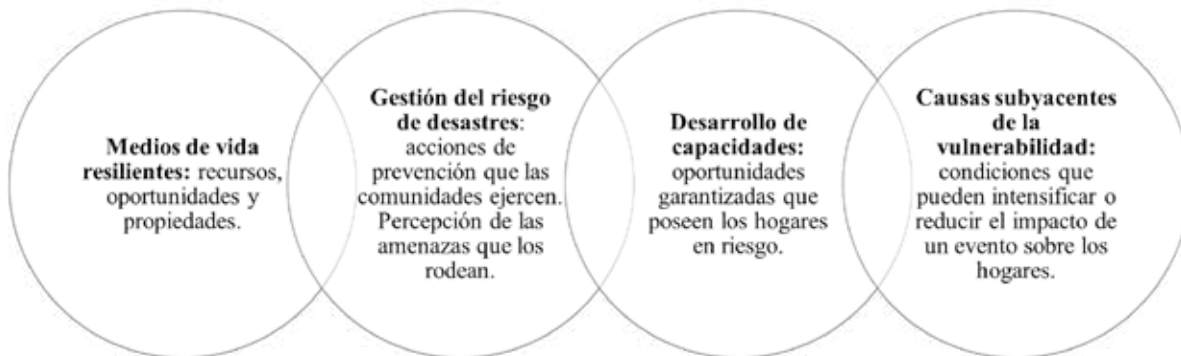 Medios de vida
resilientes: recursos,
oportunidades y
propiedades.
Gestión del riesgo
de desastres:
acciones de
prevención que las
comunidades ejercen.
Percepción de las
amenazas que los
rodean.
Desarrollo de
capacidades:
oportunidades
garantizadas que
poseen los hogares
en riesgo.
Causas subyacentes
de la
vulnerabilidad:
condiciones que
pueden intensificar o
reducir el impacto de
un evento sobre los
hogares.